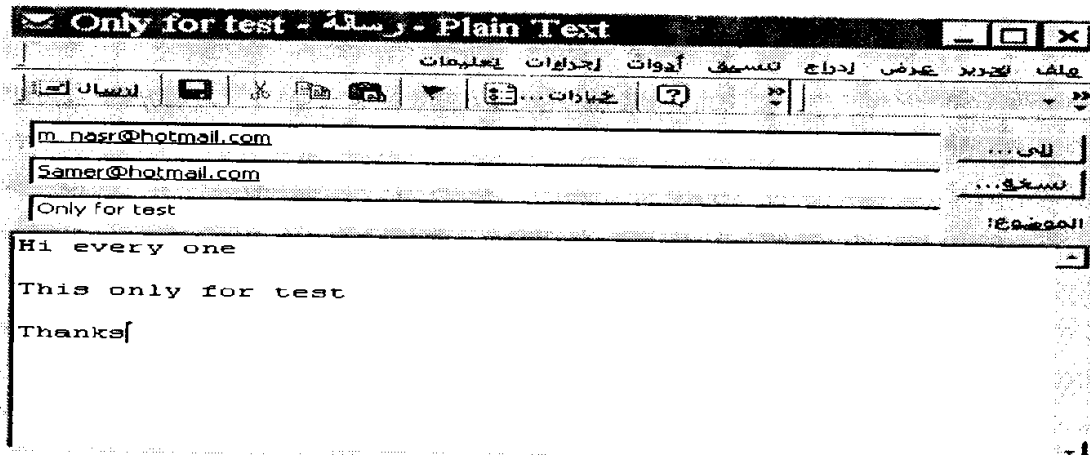 Only for test - رسالة - Plain Text
ملف تحرير عرض إدراج تنسيق أدوات إجراءات تعليمات
إرسال خيارات...
إلى... m_nasr@hotmail.com
نسخة... Samer@hotmail.com
الموضوع: Only for test
Hi every one
This only for test
Thanks